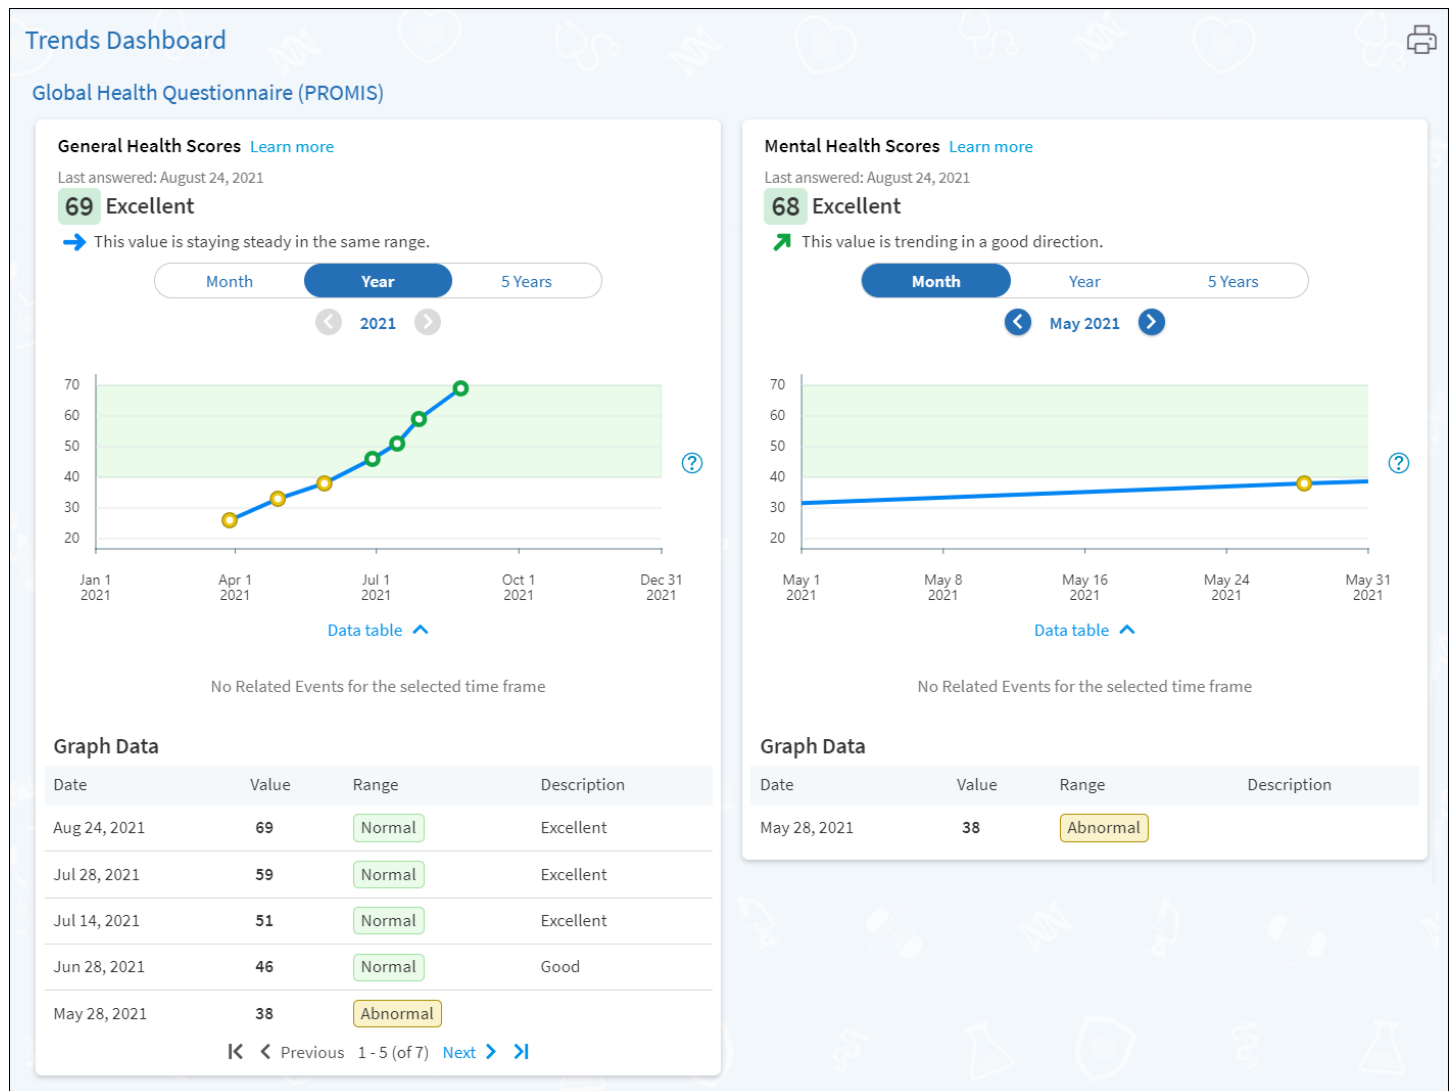 Trends Dashboard
Global Health Questionnaire (PROMIS)
General Health Scores Learn more
Last answered: August 24, 2021
69 Excellent
This value is staying steady in the same range.
Month Year 5 Years
2021
70
60
50
40
30
20
Jan 1 2021
Apr 1 2021
Jul 1 2021
Oct 1 2021
Dec 31 2021
?
Data table
No Related Events for the selected time frame
Graph Data
Date Value Range Description
Aug 24, 2021 69 Normal Excellent
Jul 28, 2021 59 Normal Excellent
Jul 14, 2021 51 Normal Excellent
Jun 28, 2021 46 Normal Good
May 28, 2021 38 Abnormal
Previous 1 - 5 (of 7) Next
Mental Health Scores Learn more
Last answered: August 24, 2021
68 Excellent
This value is trending in a good direction.
Month Year 5 Years
May 2021
70
60
50
40
30
20
May 1 2021
May 8 2021
May 16 2021
May 24 2021
May 31 2021
?
Data table
No Related Events for the selected time frame
Graph Data
Date Value Range Description
May 28, 2021 38 Abnormal